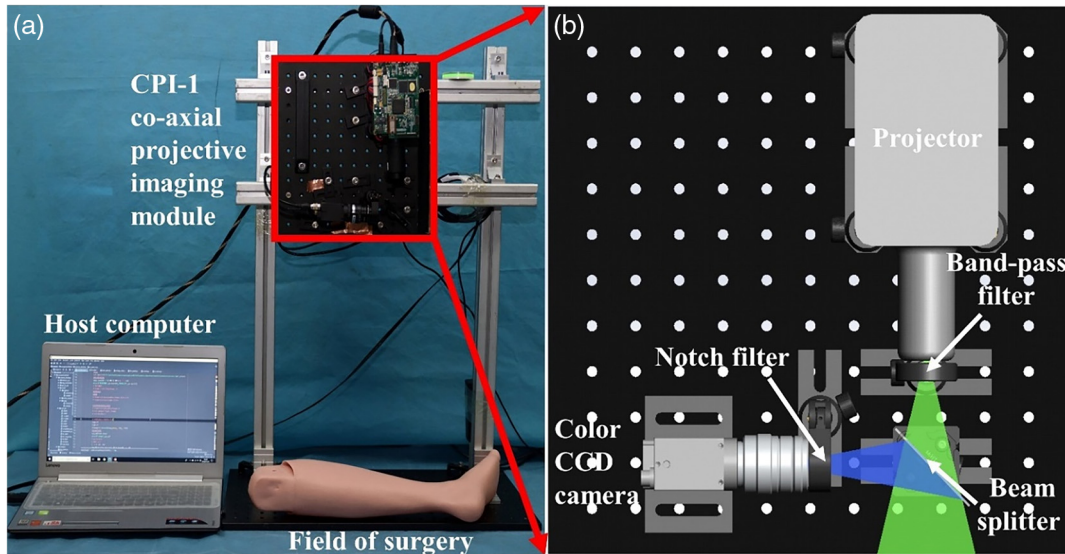 (a)
CPI-1
co-axial
projective
imaging
module
Host computer
Field of surgery
(b)
Projector
Band-pass
filter
Notch filter
Color
CCD
camera
Beam
splitter